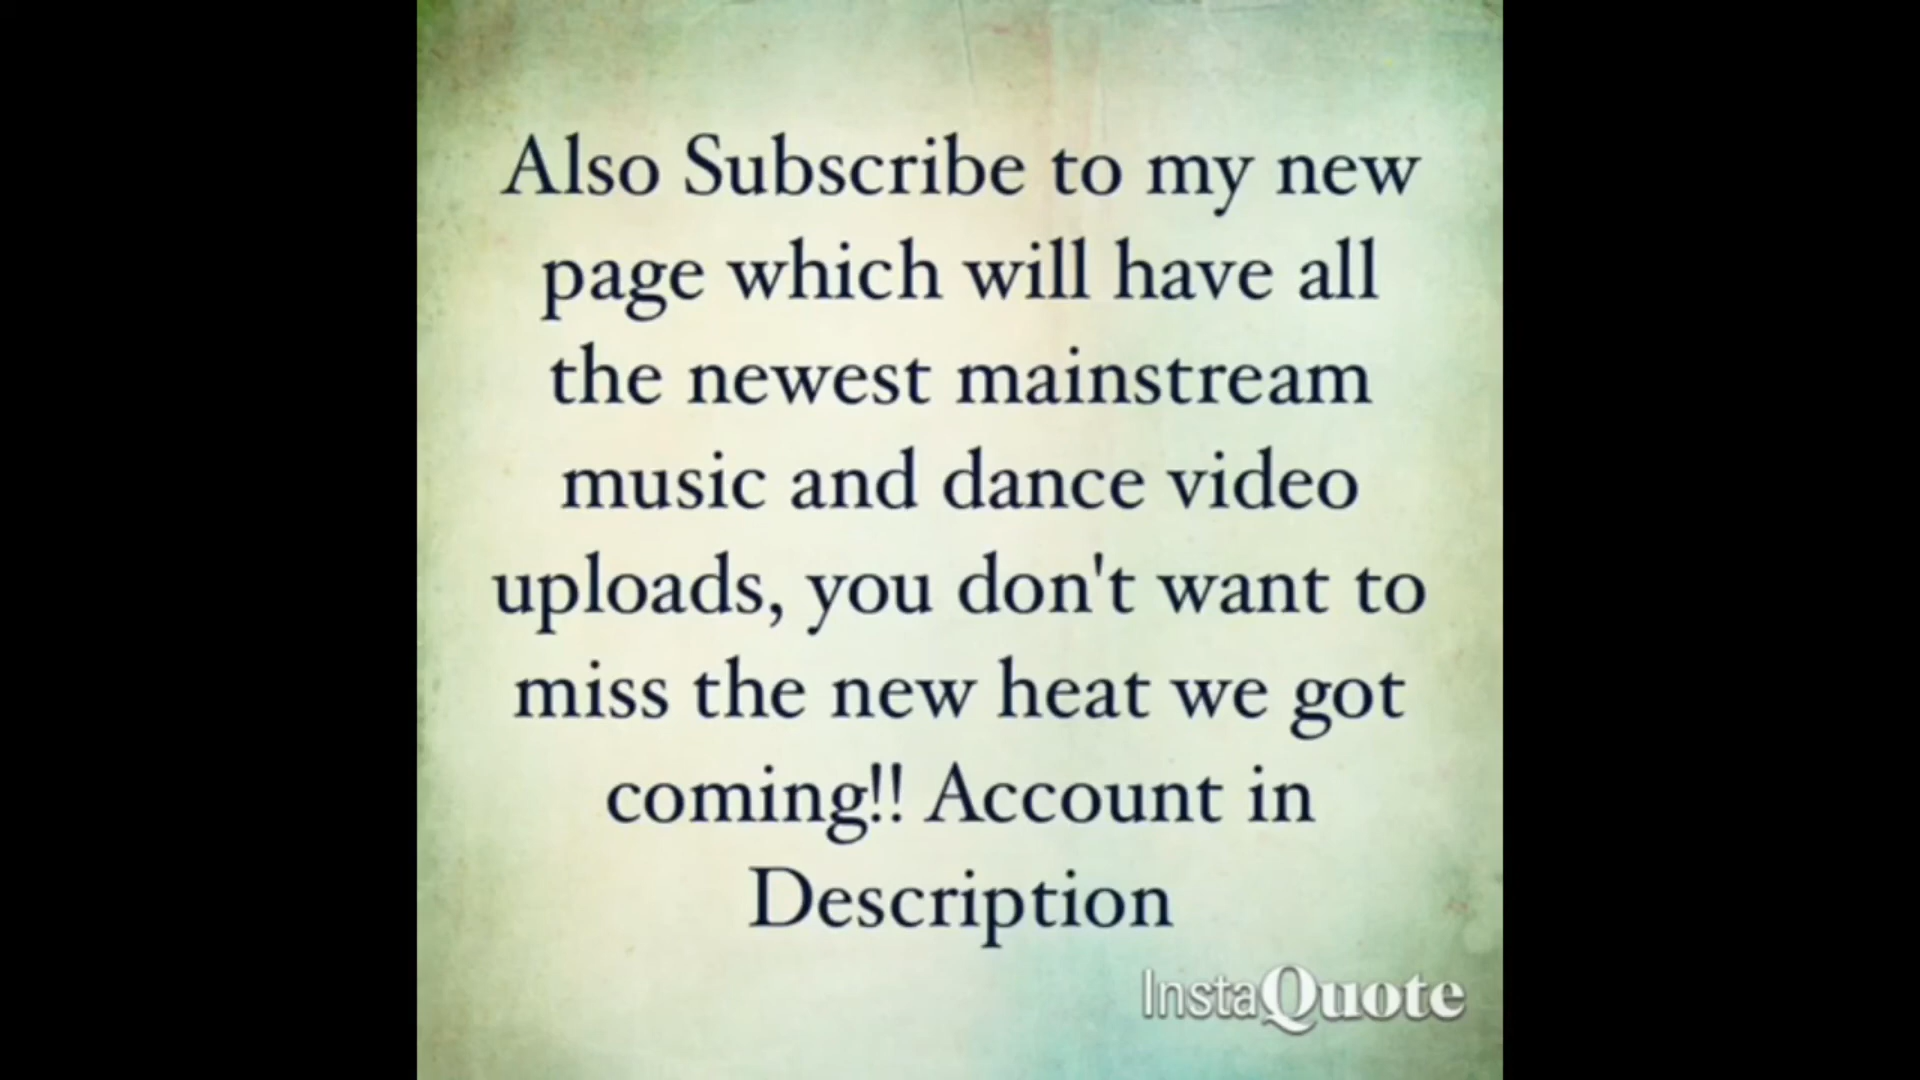 Also Subscribe to my new
page which will have all
the newest mainstream
music and dance video
uploads, you don't want to
miss the new heat we got
coming!! Account in
Description
InstaQuote